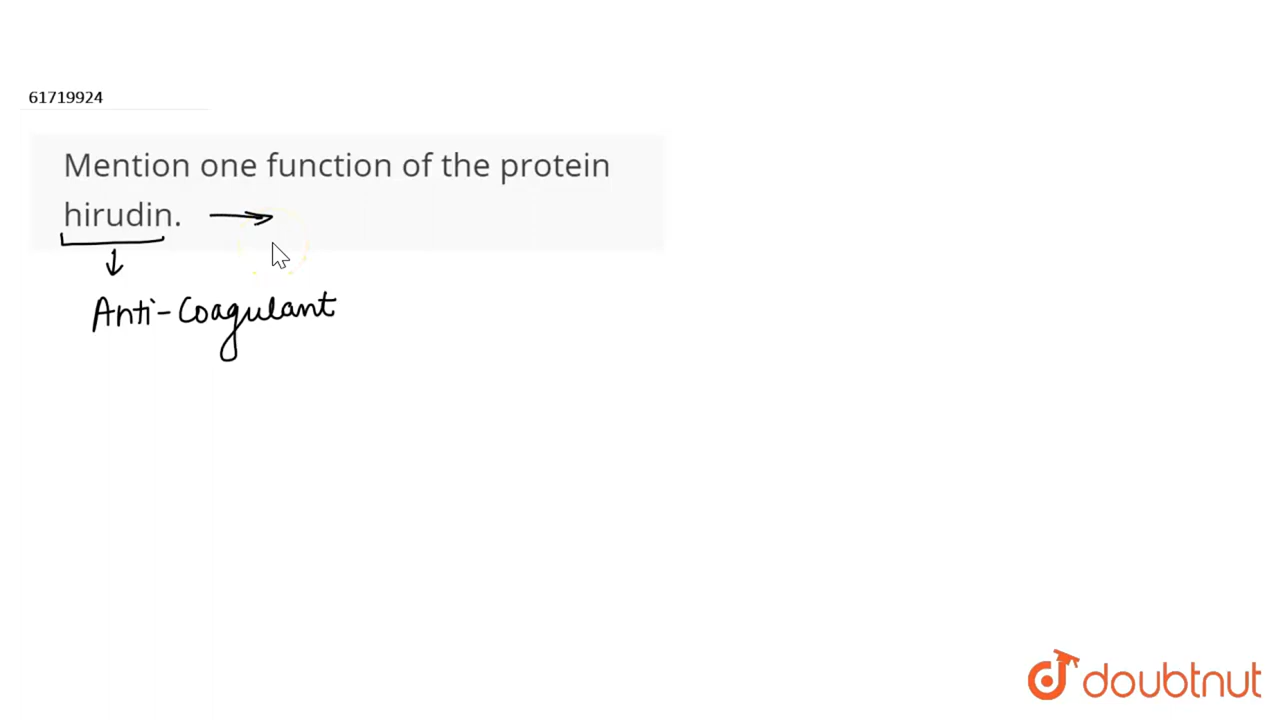 61719924
Mention one function of the protein
hirudin.
Anti-Coagulant
doubtnut